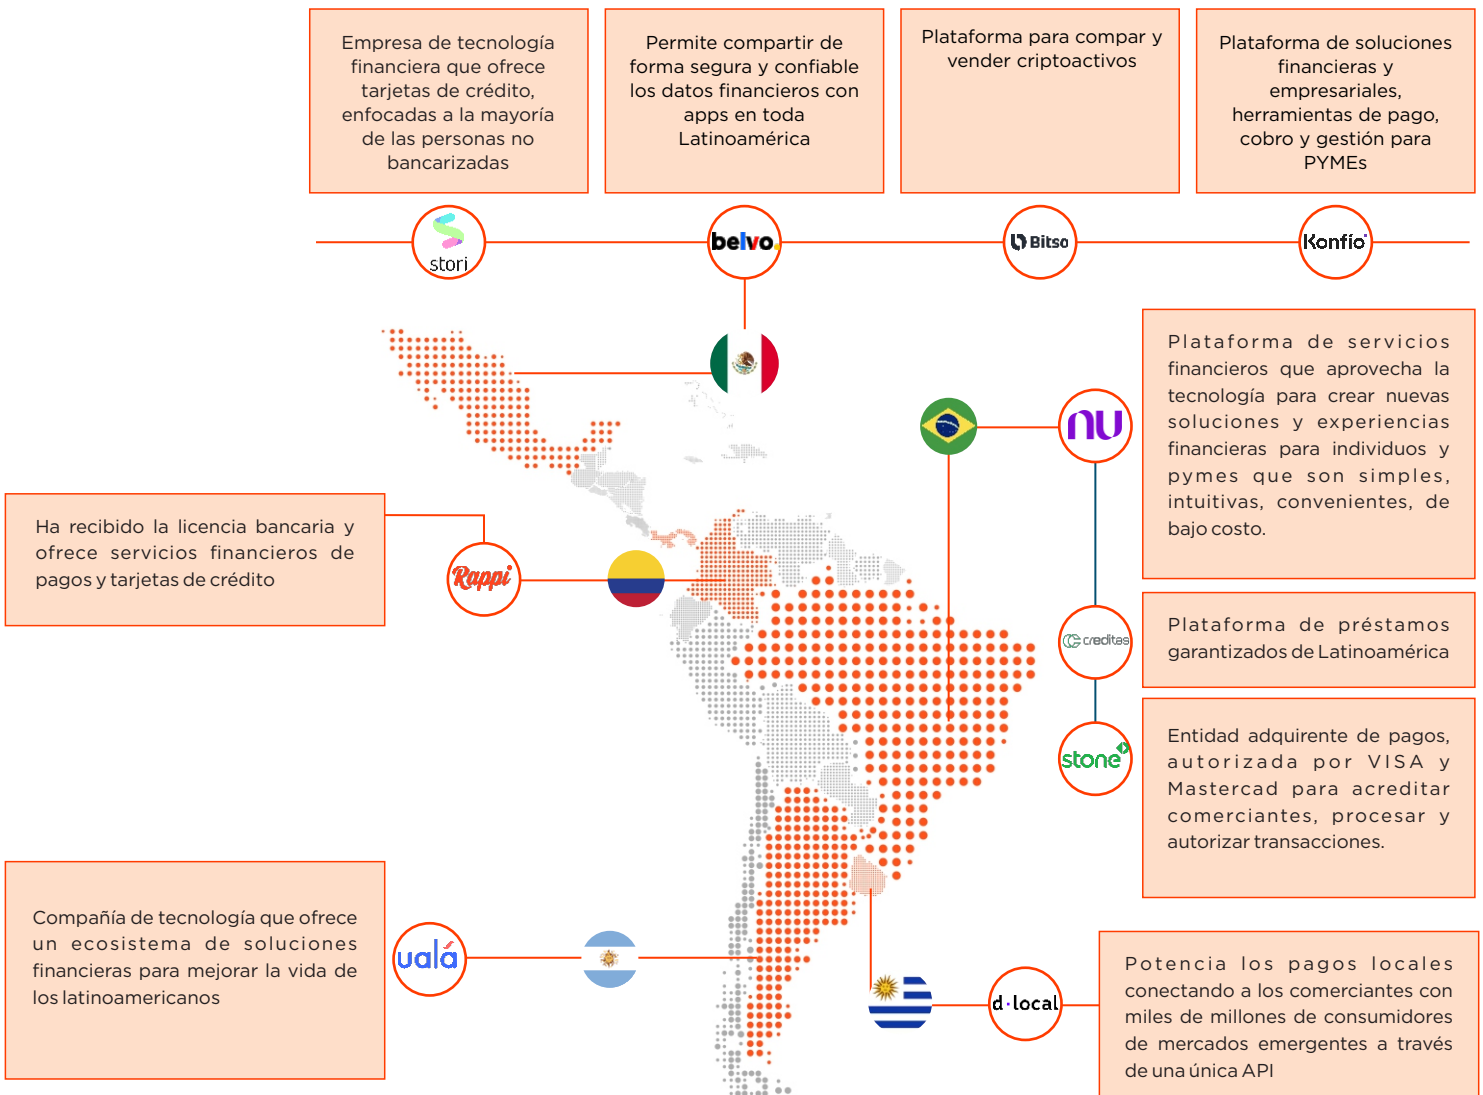 Empresa de tecnología
financiera que ofrece
tarjetas de crédito,
enfocadas a la mayoría
de las personas no
bancarizadas
Permite compartir de
forma segura y confiable
los datos financieros con
apps en toda
Latinoamérica
Plataforma para compar y
vender criptoactivos
Plataforma de soluciones
financieras y
empresariales,
herramientas de pago,
cobro y gestión para
PYMEs
stori
belvo.
Bitso
Konfío
Plataforma de servicios
financieros que aprovecha la
tecnología para crear nuevas
soluciones y experiencias
financieras para individuos y
pymes que son simples,
intuitivas, convenientes, de
bajo costo.
nu
Ha recibido la licencia bancaria y
ofrece servicios financieros de
pagos y tarjetas de crédito
Rappi
creditas
Plataforma de préstamos
garantizados de Latinoamérica
stone
Entidad adquirente de pagos,
autorizada por VISA y
Mastercad para acreditar
comerciantes, procesar y
autorizar transacciones.
Compañía de tecnología que ofrece
un ecosistema de soluciones
financieras para mejorar la vida de
los latinoamericanos
ualá
d·local
Potencia los pagos locales
conectando a los comerciantes con
miles de millones de consumidores
de mercados emergentes a través
de una única API